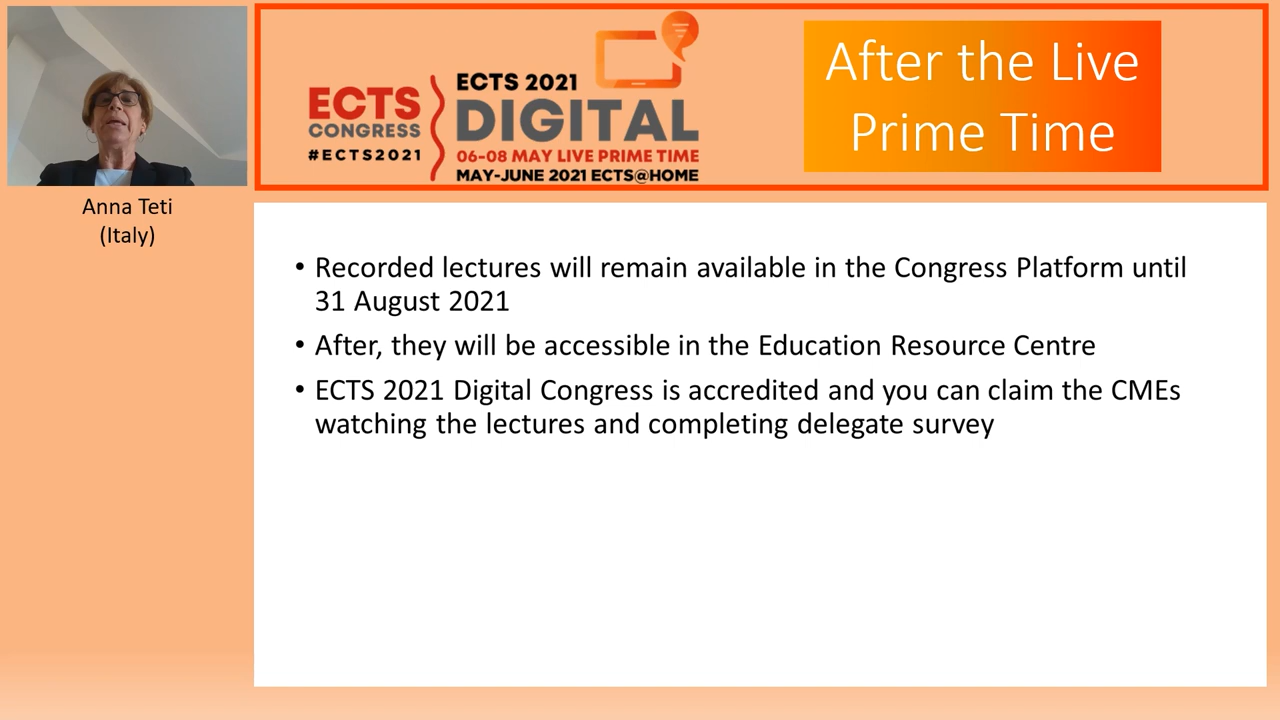 Anna Teti
(Italy)
ECTS
CONGRESS
#ECTS2021
ECTS 2021
DIGITAL
06-08 MAY LIVE PRIME TIME
MAY-JUNE 2021 ECTS@HOME
After the Live
Prime Time
• Recorded lectures will remain available in the Congress Platform until
31 August 2021
• After, they will be accessible in the Education Resource Centre
• ECTS 2021 Digital Congress is accredited and you can claim the CMEs
watching the lectures and completing delegate survey